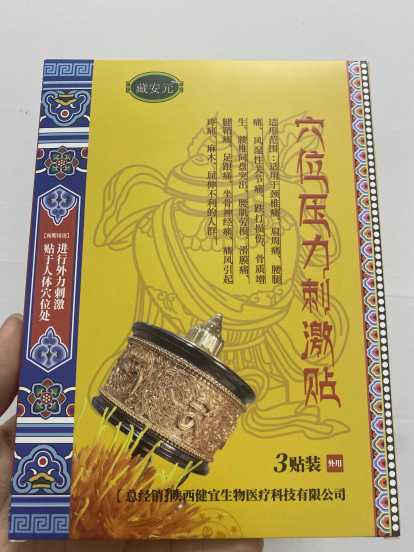 藏安元
穴位压力刺激贴
适用范围：适用于颈椎痛、肩周痛、腰腿
痛、风湿性关节痛、跌打损伤、骨质增
生、腰椎间盘突出、腰肌劳损、滑膜痛、
腱鞘痛、足跟痛、坐骨神经痛、痛风引起
疼痛、麻木、屈伸不利的人群。
【预期用途】
进行外力刺激
贴于人体穴位处
3贴装 外用
【总经销】陕西健宜生物医疗科技有限公司